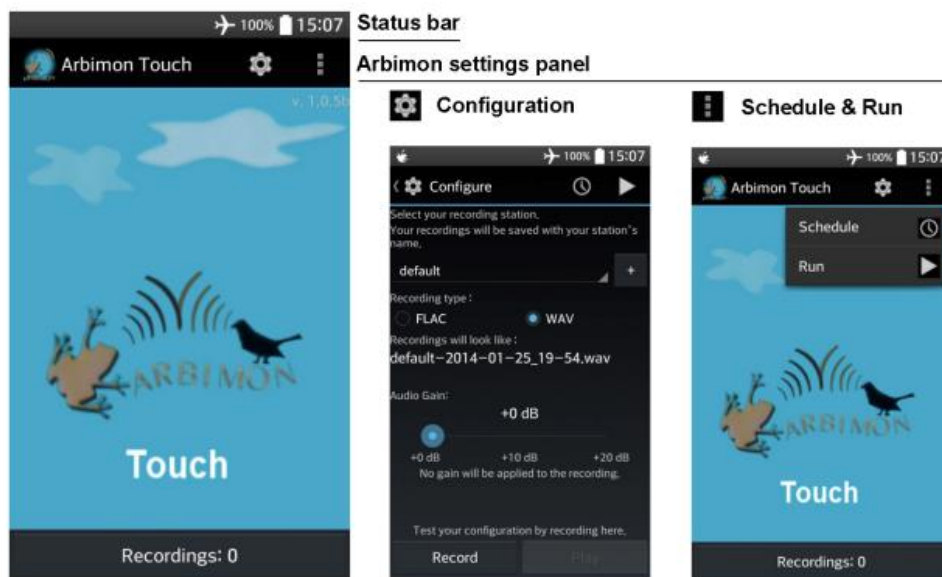 100% 15:07
Status bar
Arbimon Touch
Arbimon settings panel
v. 1.0.5b
ARBIMON
Touch
Recordings: 0
Configuration
100% 15:07
Configure
Select your recording station.
Your recordings will be saved with your station's
name.
default
+
Recording type:
FLAC WAV
Recordings will look like:
default-2014-01-25_19-54.wav
Audio Gain:
+0 dB
+0 dB +10 dB +20 dB
No gain will be applied to the recording.
Test your configuration by recording here.
Record Play
Schedule & Run
100% 15:07
Arbimon Touch
Schedule
Run
ARBIMON
Touch
Recordings: 0